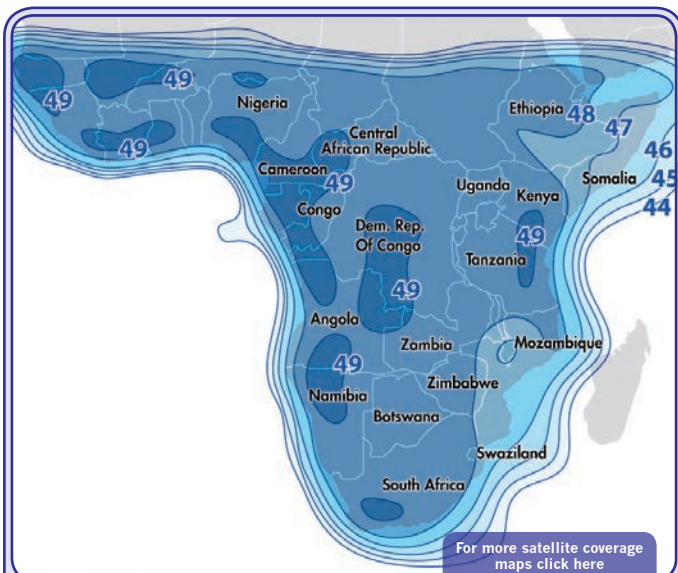 49
49
Nigeria
Ethiopia
48
47
49
Central
African Republic
46
Cameroon
49
45
Uganda
Kenya
Somalia
44
Congo
Dem. Rep.
Of Congo
49
Tanzania
49
Angola
Zambia
Mozambique
49
Zimbabwe
Namibia
Botswana
Swaziland
South Africa
For more satellite coverage
maps click here